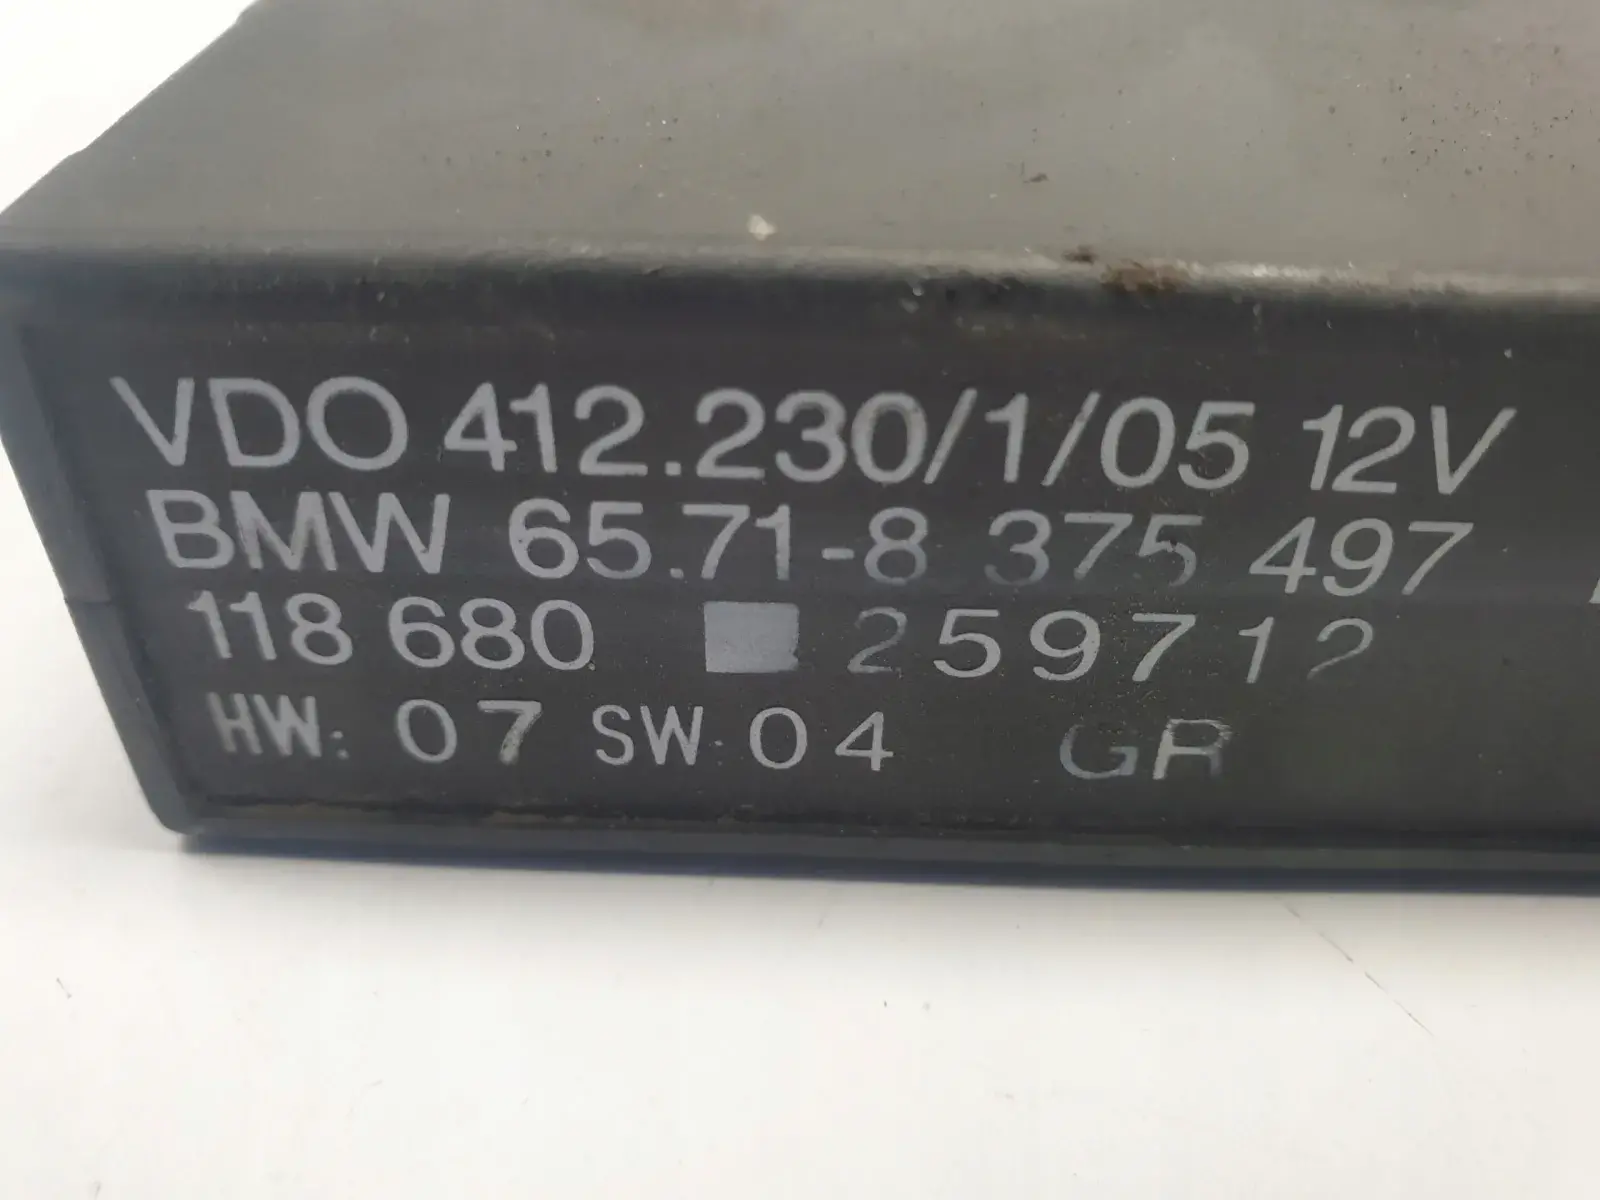 VDO 412.230/1/05 12V
BMW 65.71-8 375 497
118 680 259712
HW: 07 SW: 04 GR